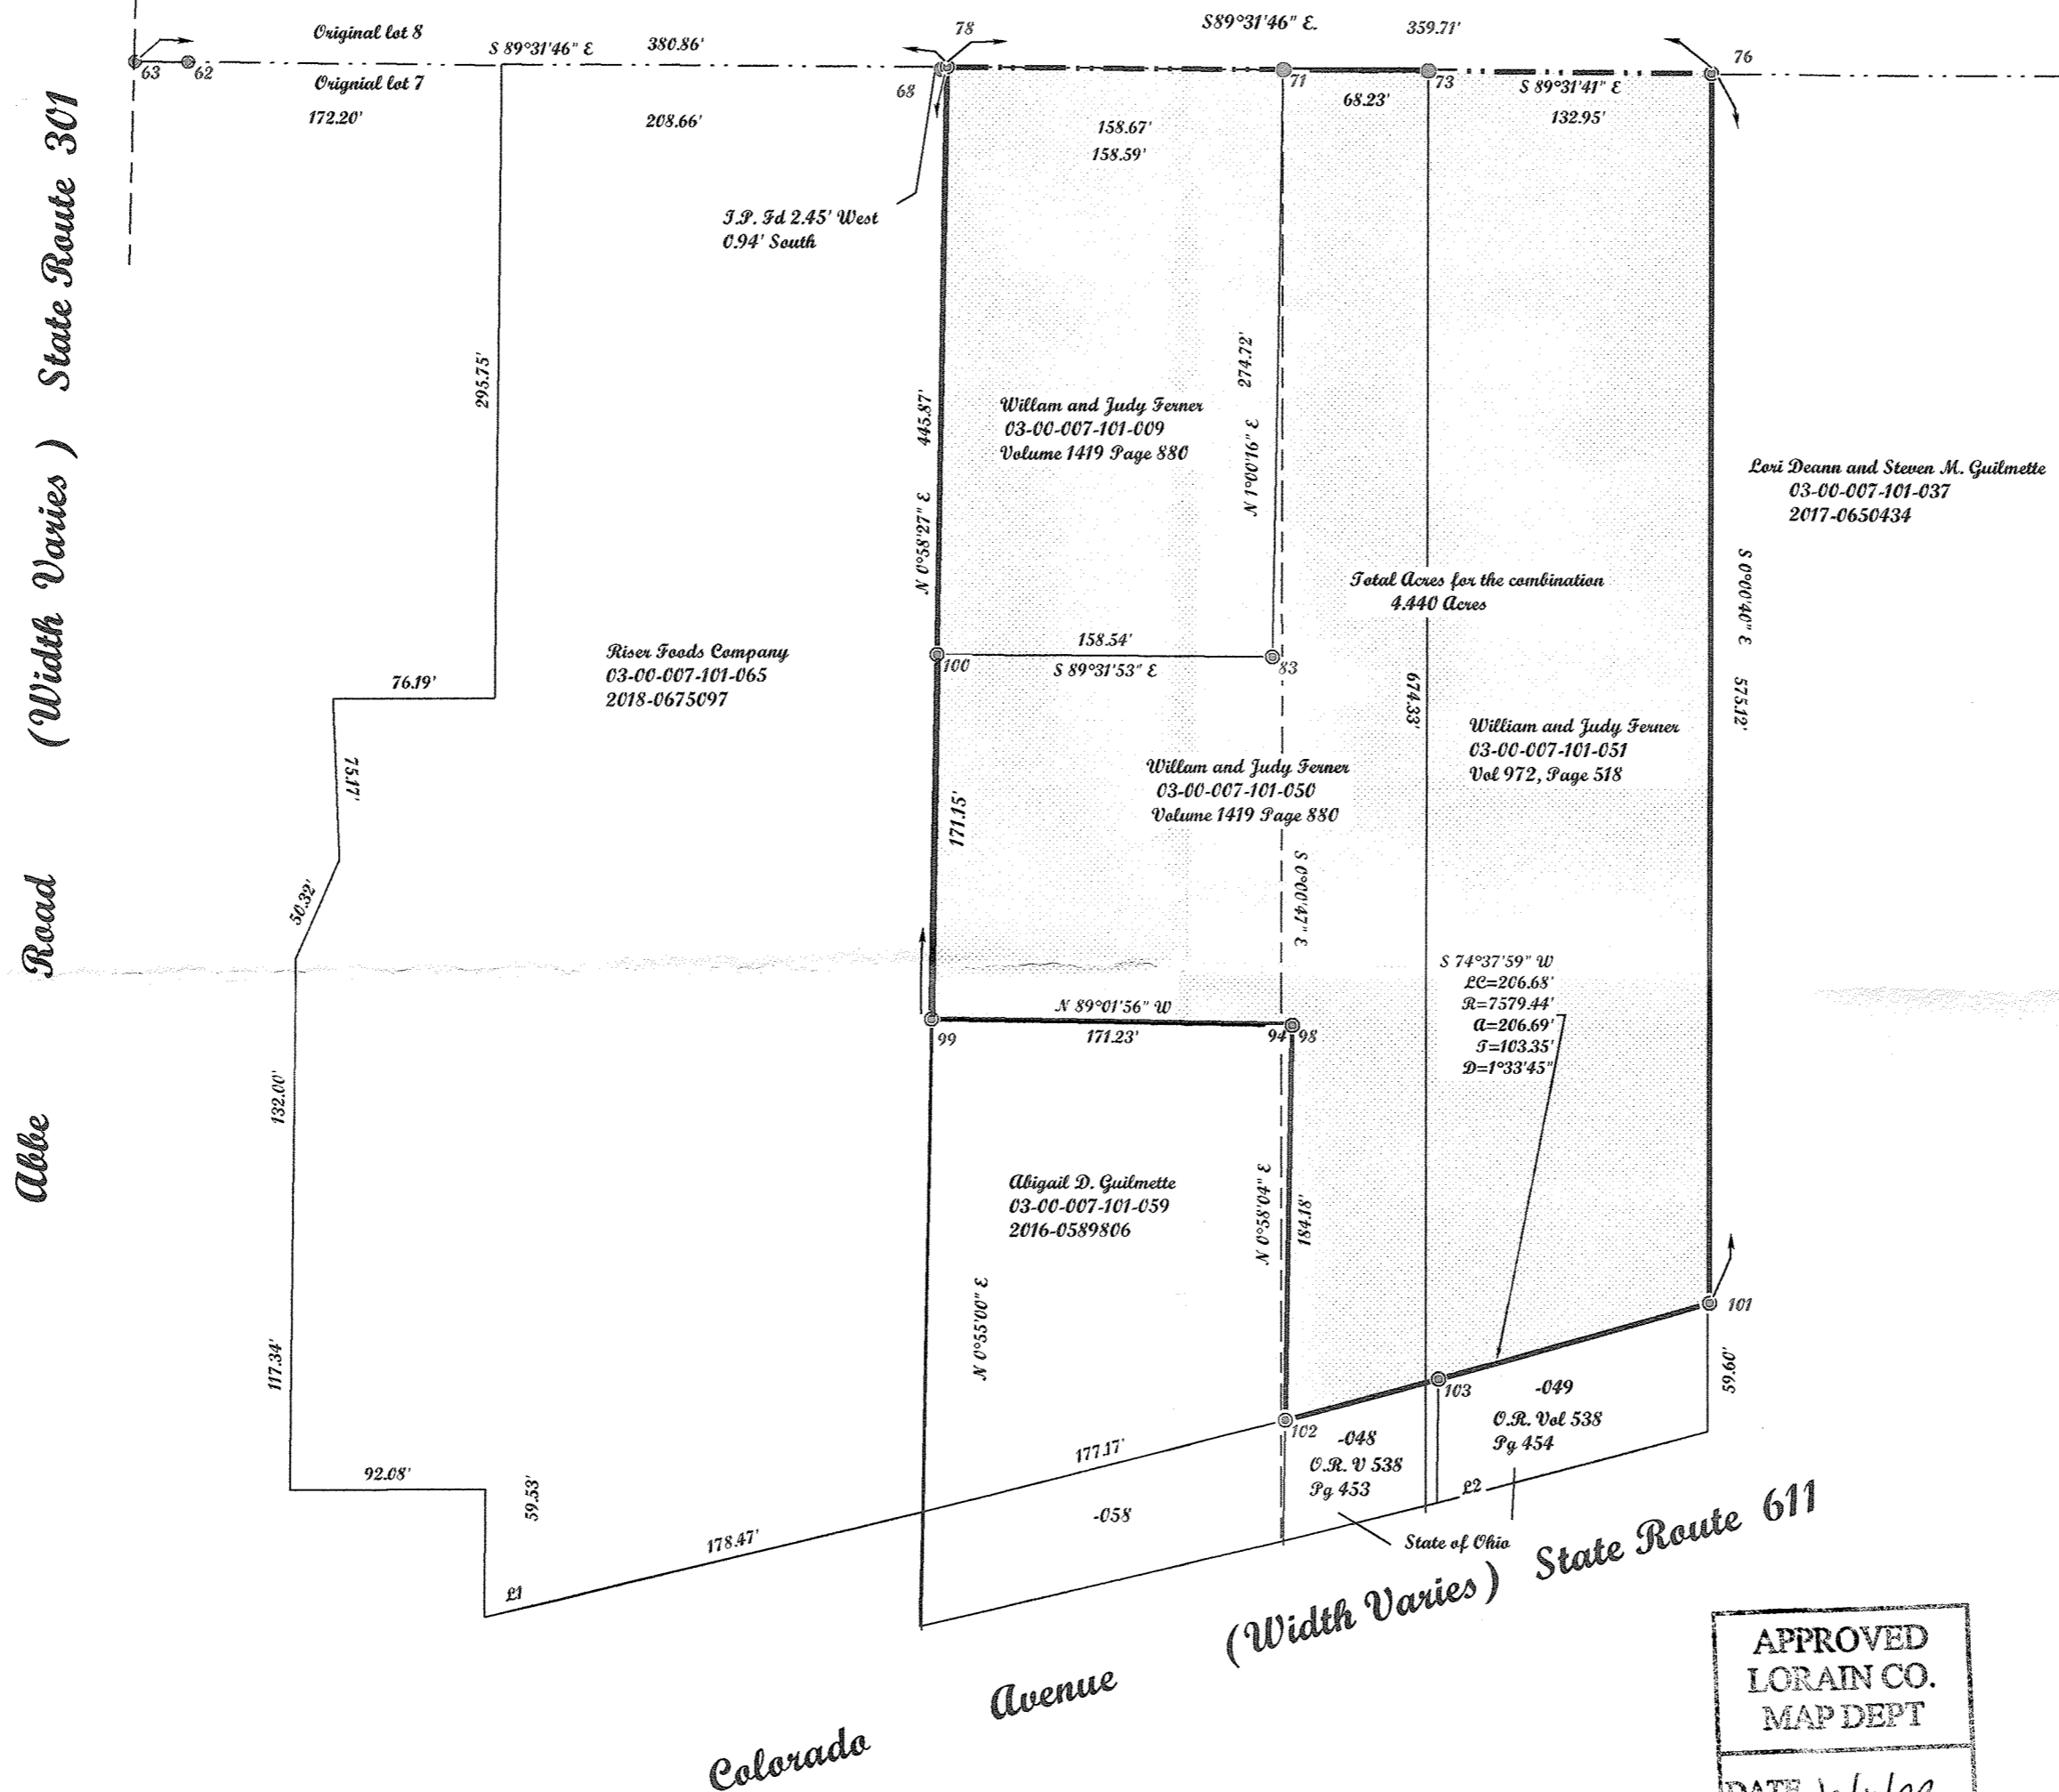 Original lot 8
S 89°31'46" E
380.86'
78
S89°31'46" E.
359.71'
76
63
62
Orignial lot 7
68
71
73
68.23'
S 89°31'41" E
132.95'
172.20'
208.66'
158.67'
158.59'
I.P. Fd 2.45' West
0.94' South
State Route 301
(Width Varies)
Abbe Road
295.75'
445.87'
N 0°58'27" E
Willam and Judy Ferner
03-00-007-101-009
Volume 1419 Page 880
274.72'
N 1°00'16" E
Lori Deann and Steven M. Guilmette
03-00-007-101-037
2017-0650434
Total Acres for the combination
4.440 Acres
S 0°00'40" E
575.12'
158.54'
100
S 89°31'53" E
83
Riser Foods Company
03-00-007-101-065
2018-0675097
76.19'
674.33'
William and Judy Ferner
03-00-007-101-051
Vol 972, Page 518
75.17'
Willam and Judy Ferner
03-00-007-101-050
Volume 1419 Page 880
171.15'
S 0°00'47" E
50.32'
S 74°37'59" W
LC=206.68'
R=7579.44'
A=206.69'
T=103.35'
D=1°33'45"
N 89°01'56" W
99
171.23'
94
98
132.00'
Abigail D. Guilmette
03-00-007-101-059
2016-0589806
N 0°58'04" E
184.18'
N 0°55'00" E
101
117.34'
59.60'
103
-049
O.R. Vol 538
Pg 454
102
-048
O.R. V 538
Pg 453
177.17'
92.08'
59.53'
-058
L2
178.47'
State of Ohio
L1
Colorado Avenue (Width Varies) State Route 611
APPROVED
LORAIN CO.
MAP DEPT
DATE